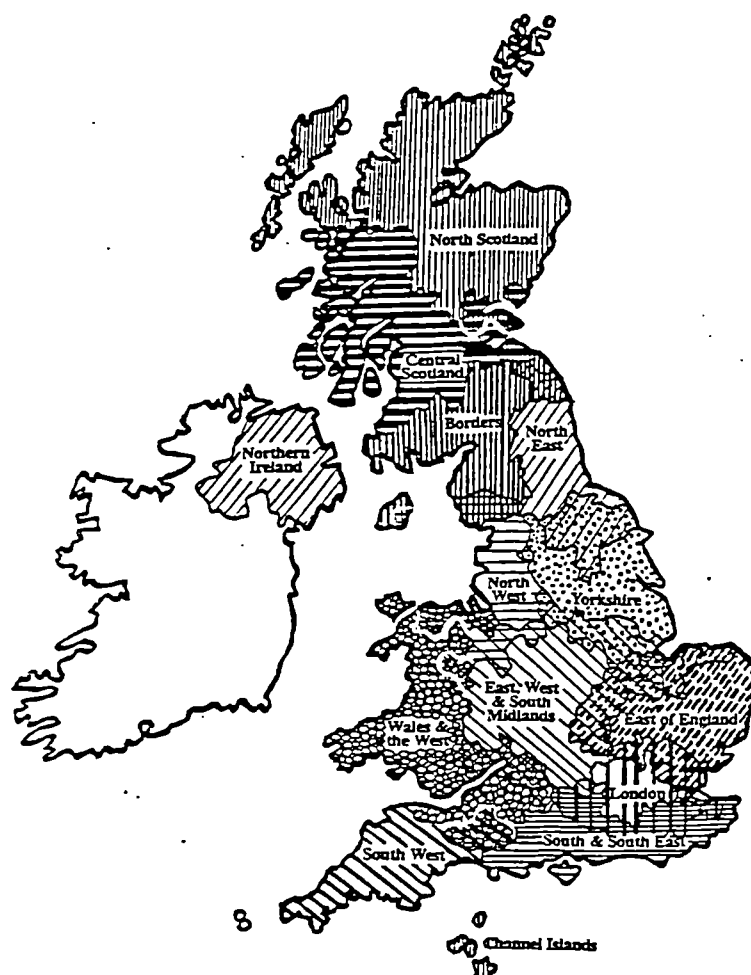 North Scotland
Central
Scotland
Borders
North
East
Northern
Ireland
North
West
Yorkshire
East, West
& South
Midlands
East of England
Wales &
the West
London
South & South East
South West
Channel Islands